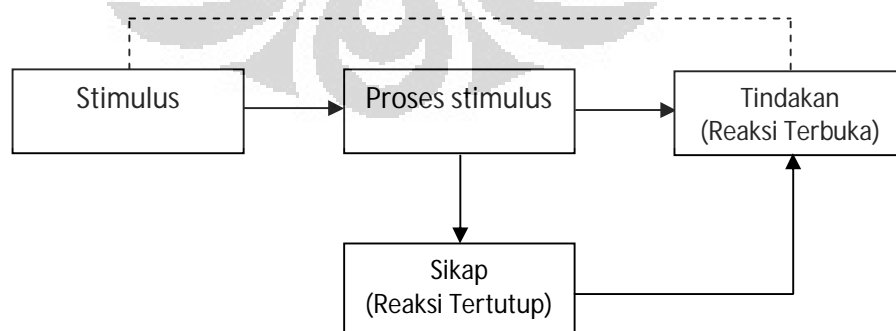 Stimulus
Proses stimulus
Tindakan
(Reaksi Terbuka)
Sikap
(Reaksi Tertutup)